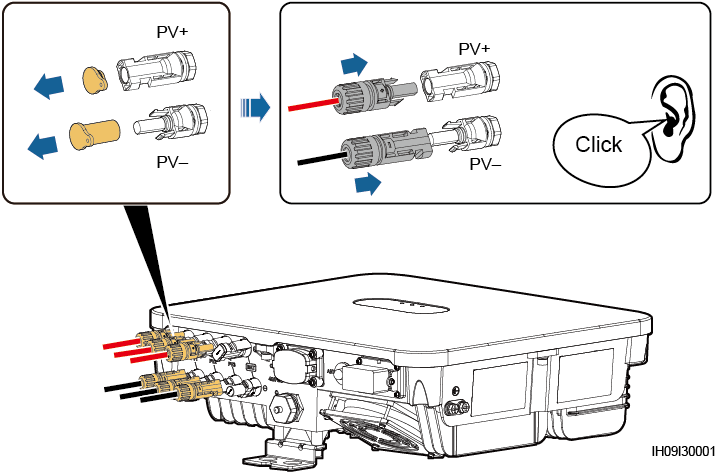 PV+
PV–
PV+
PV–
Click
IH09I30001